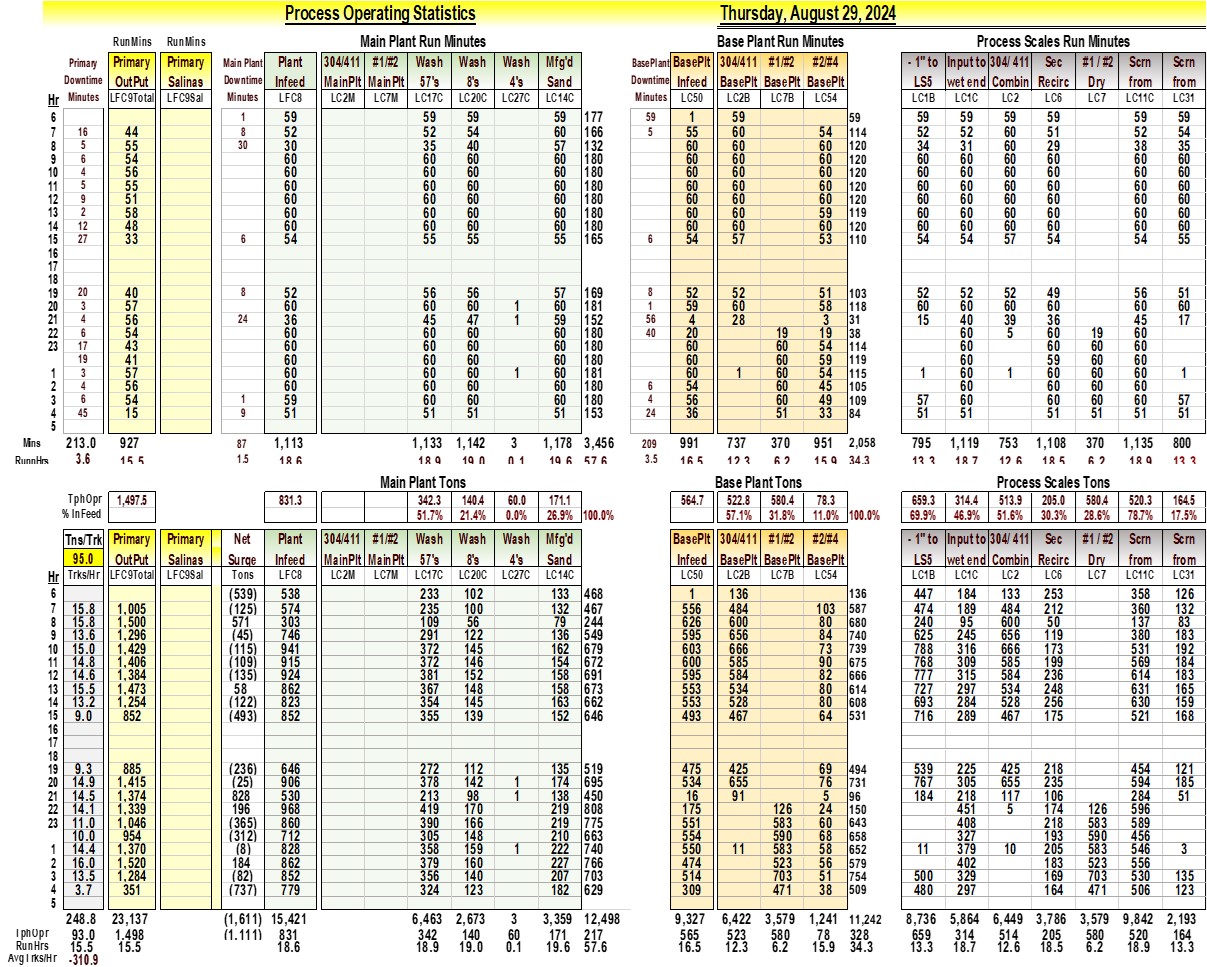 Process Operating Statistics Thursday, August 29, 2024
RunMins RunMins Main Plant Run Minutes Base Plant Run Minutes Process Scales Run Minutes
Primary Primary Primary Main Plant Plant 304/411 #1/#2 Wash Wash Wash Mfg'd BasePlant BasePlt 304/411 #1/#2 #2/#4 - 1" to Input to 304/ 411 Sec #1 / #2 Scrn Scrn
Downtime OutPut Salinas Downtime Infeed MainPlt MainPlt 57's 8's 4's Sand Downtime Infeed BasePlt BasePlt BasePlt LS5 wet end Combin Recirc Dry from from
Hr Minutes LFC9Total LFC9Sal Minutes LFC8 LC2M LC7M LC17C LC20C LC27C LC14C Minutes LC50 LC2B LC7B LC54 LC1B LC1C LC2 LC6 LC7 LC11C LC31
6 1 59 59 59 59 177 59 1 59 59 59 59 59 59 59 59
7 16 44 8 52 52 54 60 166 5 55 60 54 114 52 52 60 51 52 54
8 5 55 30 30 35 40 57 132 60 60 60 120 34 31 60 29 38 35
9 6 54 60 60 60 60 180 60 60 60 120 60 60 60 60 60 60
10 4 56 60 60 60 60 180 60 60 60 120 60 60 60 60 60 60
11 5 55 60 60 60 60 180 60 60 60 120 60 60 60 60 60 60
12 9 51 60 60 60 60 180 60 60 60 120 60 60 60 60 60 60
13 2 58 60 60 60 60 180 60 60 59 119 60 60 60 60 60 60
14 12 48 60 60 60 60 180 60 60 60 120 60 60 60 60 60 60
15 27 33 6 54 55 55 55 165 6 54 57 53 110 54 54 57 54 54 55
16
17
18
19 20 40 8 52 56 56 57 169 8 52 52 51 103 52 52 52 49 56 51
20 3 57 60 60 60 1 60 181 1 59 60 58 118 60 60 60 60 60 60
21 4 56 24 36 45 47 1 59 152 56 4 28 3 31 15 40 39 36 45 17
22 6 54 60 60 60 60 180 40 20 19 19 38 60 5 60 19 60
23 17 43 60 60 60 60 180 60 60 54 114 60 60 60 60
19 41 60 60 60 60 180 60 60 59 119 60 59 60 60
1 3 57 60 60 60 1 60 181 60 1 60 54 115 1 60 1 60 60 60 1
2 4 56 60 60 60 60 180 6 54 60 45 105 60 60 60 60
3 6 54 1 59 60 60 60 180 4 56 60 49 109 57 60 60 60 60 57
4 45 15 9 51 51 51 51 153 24 36 51 33 84 51 51 51 51 51 51
5
Mins 213.0 927 87 1,113 1,133 1,142 3 1,178 3,456 209 991 737 370 951 2,058 795 1,119 753 1,108 370 1,135 800
RunnHrs 3.6 15.5 1.5 18.6 18.9 19.0 0.1 19.6 57.6 3.5 16.5 12.3 6.2 15.9 34.3 13.3 18.7 12.6 18.5 6.2 18.9 13.3
Main Plant Tons Base Plant Tons Process Scales Tons
TphOpr 1,497.5 831.3 342.3 140.4 60.0 171.1 564.7 522.8 580.4 78.3 659.3 314.4 513.9 205.0 580.4 520.3 164.5
% InFeed 51.7% 21.4% 0.0% 26.9% 100.0% 57.1% 31.8% 11.0% 100.0% 69.9% 46.9% 51.6% 30.3% 28.6% 78.7% 17.5%
Tns/Trk Primary Primary Net Plant 304/411 #1/#2 Wash Wash Wash Mfg'd BasePlt 304/411 #1/#2 #2/#4 - 1" to Input to 304/ 411 Sec #1 / #2 Scrn Scrn
95.0 OutPut Salinas Surge Infeed MainPlt MainPlt 57's 8's 4's Sand Infeed BasePlt BasePlt BasePlt LS5 wet end Combin Recirc Dry from from
Hr Trks/Hr LFC9Total LFC9Sal Tons LFC8 LC2M LC7M LC17C LC20C LC27C LC14C LC50 LC2B LC7B LC54 LC1B LC1C LC2 LC6 LC7 LC11C LC31
6 (539) 538 233 102 133 468 1 136 136 447 184 133 253 358 126
7 15.8 1,005 (125) 574 235 100 132 467 556 484 103 587 474 189 484 212 360 132
8 15.8 1,500 571 303 109 56 79 244 626 600 80 680 240 95 600 50 137 83
9 13.6 1,296 (45) 746 291 122 136 549 595 656 84 740 625 245 656 119 380 183
10 15.0 1,429 (115) 941 372 145 162 679 603 666 73 739 788 316 666 173 531 192
11 14.8 1,406 (109) 915 372 146 154 672 600 585 90 675 768 309 585 199 569 184
12 14.6 1,384 (135) 924 381 152 158 691 595 584 82 666 777 315 584 236 614 183
13 15.5 1,473 58 862 367 148 158 673 553 534 80 614 727 297 534 248 631 165
14 13.2 1,254 (122) 823 354 145 163 662 553 528 80 608 693 284 528 256 630 159
15 9.0 852 (493) 852 355 139 152 646 493 467 64 531 716 289 467 175 521 168
16
17
18
19 9.3 885 (236) 646 272 112 135 519 475 425 69 494 539 225 425 218 454 121
20 14.9 1,415 (25) 906 378 142 1 174 695 534 655 76 731 767 305 655 235 594 185
21 14.5 1,374 828 530 213 98 1 138 450 16 91 5 96 184 218 117 106 284 51
22 14.1 1,339 196 968 419 170 219 808 175 126 24 150 451 5 174 126 596
23 11.0 1,046 (365) 860 390 166 219 775 551 583 60 643 408 218 583 589
10.0 954 (312) 712 305 148 210 663 554 590 68 658 327 193 590 456
1 14.4 1,370 (8) 828 358 159 1 222 740 550 11 583 58 652 11 379 10 205 583 546 3
2 16.0 1,520 184 862 379 160 227 766 474 523 56 579 402 183 523 556
3 13.5 1,284 (82) 852 356 140 207 703 514 703 51 754 500 329 169 703 530 135
4 3.7 351 (737) 779 324 123 182 629 309 471 38 509 480 297 164 471 506 123
5
248.8 23,137 (1,611) 15,421 6,463 2,673 3 3,359 12,498 9,327 6,422 3,579 1,241 11,242 8,736 5,864 6,449 3,786 3,579 9,842 2,193
TphOpr 93.0 1,498 (1,111) 831 342 140 60 171 217 565 523 580 78 328 659 314 514 205 580 520 164
RunHrs 15.5 15.5 18.6 18.9 19.0 0.1 19.6 57.6 16.5 12.3 6.2 15.9 34.3 13.3 18.7 12.6 18.5 6.2 18.9 13.3
AvgTrks/Hr -310.9